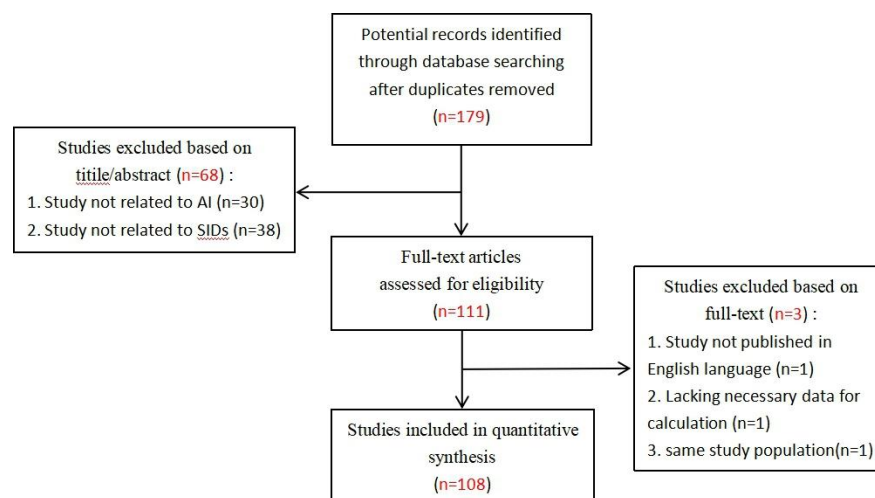 Potential records identified
through database searching
after duplicates removed
(n=179)
Studies excluded based on
titile/abstract (n=68) :
1. Study not related to AI (n=30)
2. Study not related to SIDs (n=38)
Full-text articles
assessed for eligibility
(n=111)
Studies excluded based on
full-text (n=3) :
1. Study not published in
English language (n=1)
2. Lacking necessary data for
calculation (n=1)
3. same study population(n=1)
Studies included in quantitative
synthesis
(n=108)